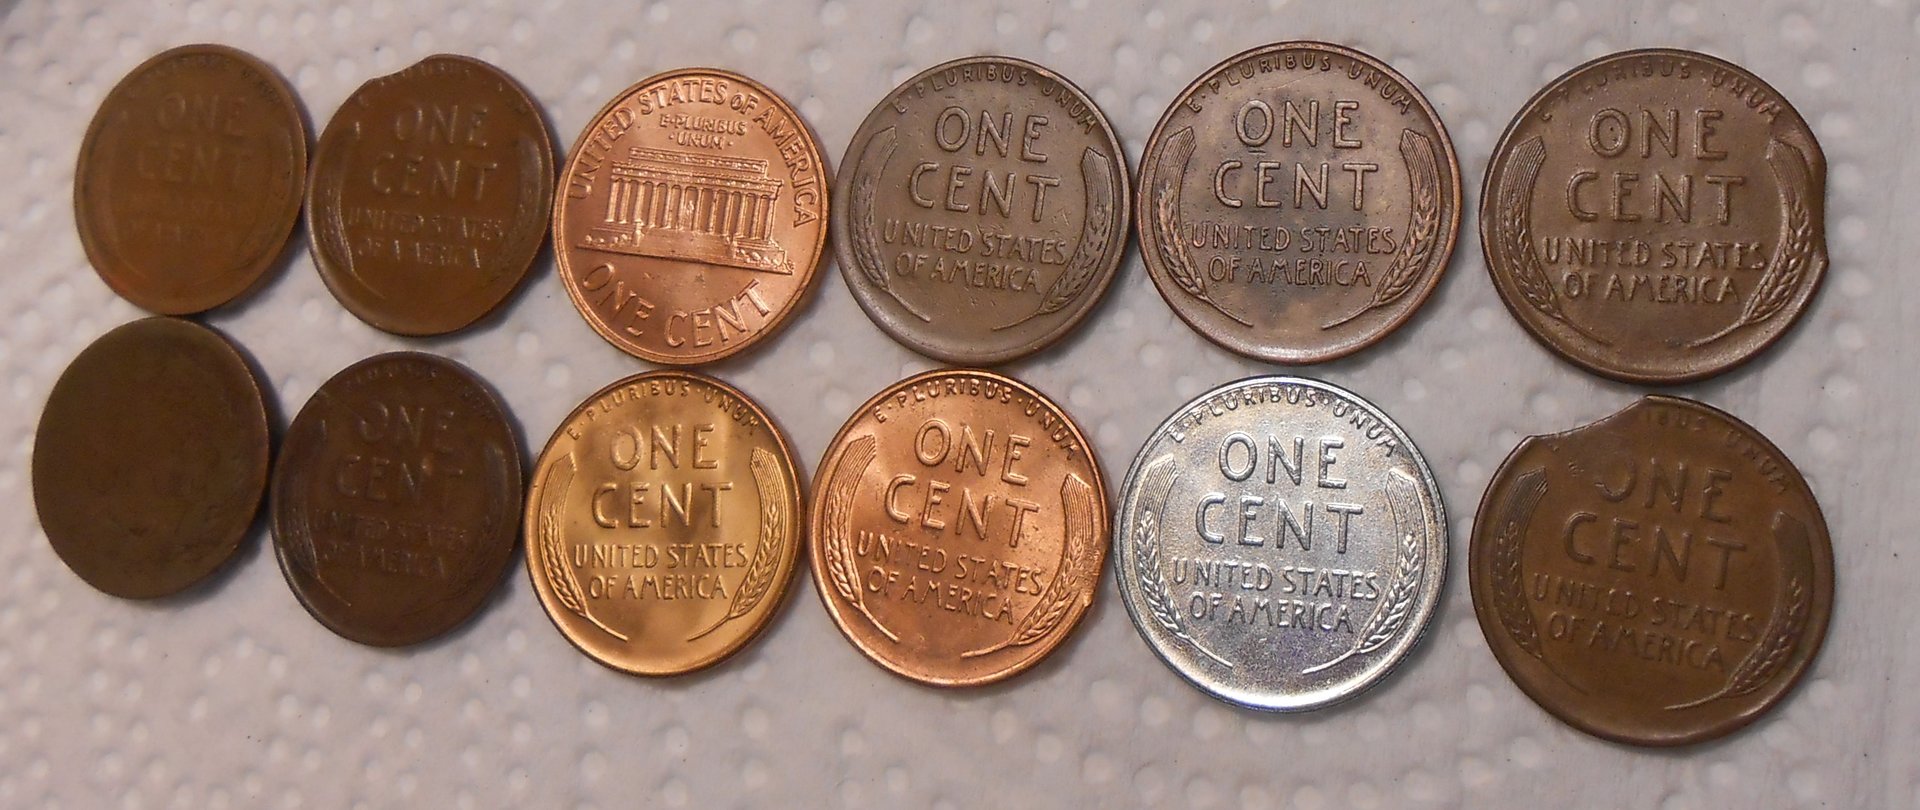 ONE
CENT
ONE
CENT
UNITED STATES
OF AMERICA
UNITED STATES OF AMERICA
E·PLURIBUS
·UNUM·
ONE CENT
E·PLURIBUS·UNUM
ONE
CENT
UNITED STATES
OF AMERICA
E·PLURIBUS·UNUM
ONE
CENT
UNITED STATES
OF AMERICA
E·PLURIBUS·UNUM
ONE
CENT
UNITED STATES
OF AMERICA
ONE
CENT
UNITED STATES
OF AMERICA
E·PLURIBUS·UNUM
ONE
CENT
UNITED STATES
OF AMERICA
E·PLURIBUS·UNUM
ONE
CENT
UNITED STATES
OF AMERICA
E·PLURIBUS·UNUM
ONE
CENT
UNITED STATES
OF AMERICA
UNUM
ONE
CENT
UNITED STATES
OF AMERICA